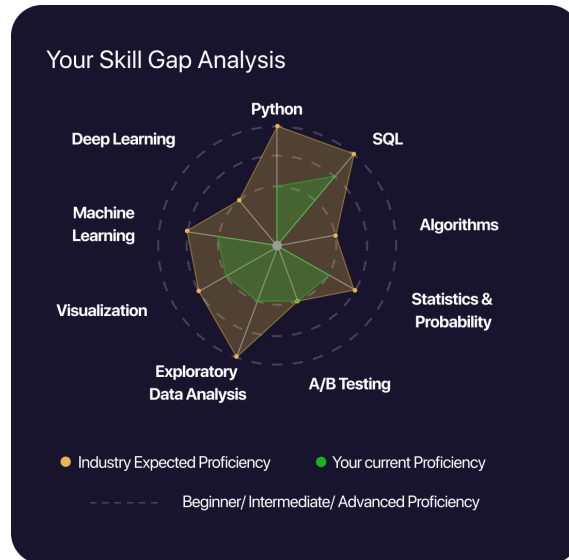 Your Skill Gap Analysis
Python
Deep Learning
SQL
Machine
Learning
Algorithms
Statistics &
Probability
Visualization
Exploratory
Data Analysis
A/B Testing
Industry Expected Proficiency
Your current Proficiency
Beginner/ Intermediate/ Advanced Proficiency